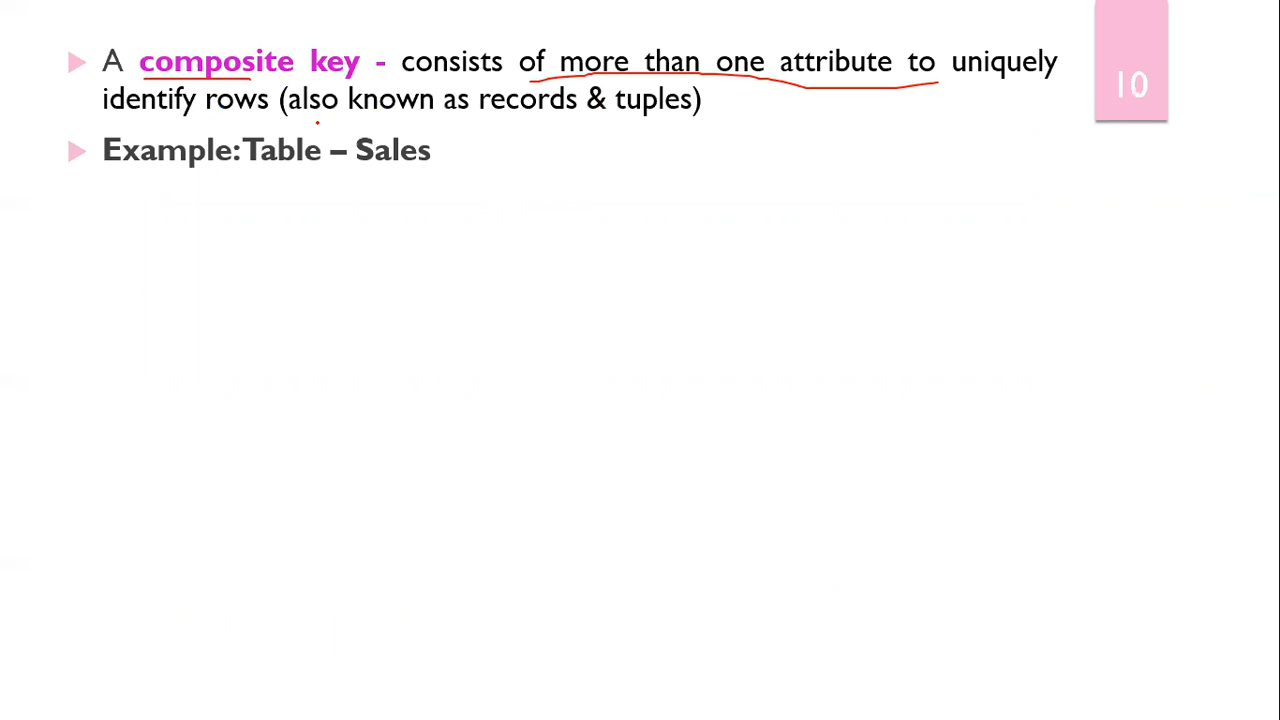 A composite key - consists of more than one attribute to uniquely
identify rows (also known as records & tuples)
Example: Table – Sales
10